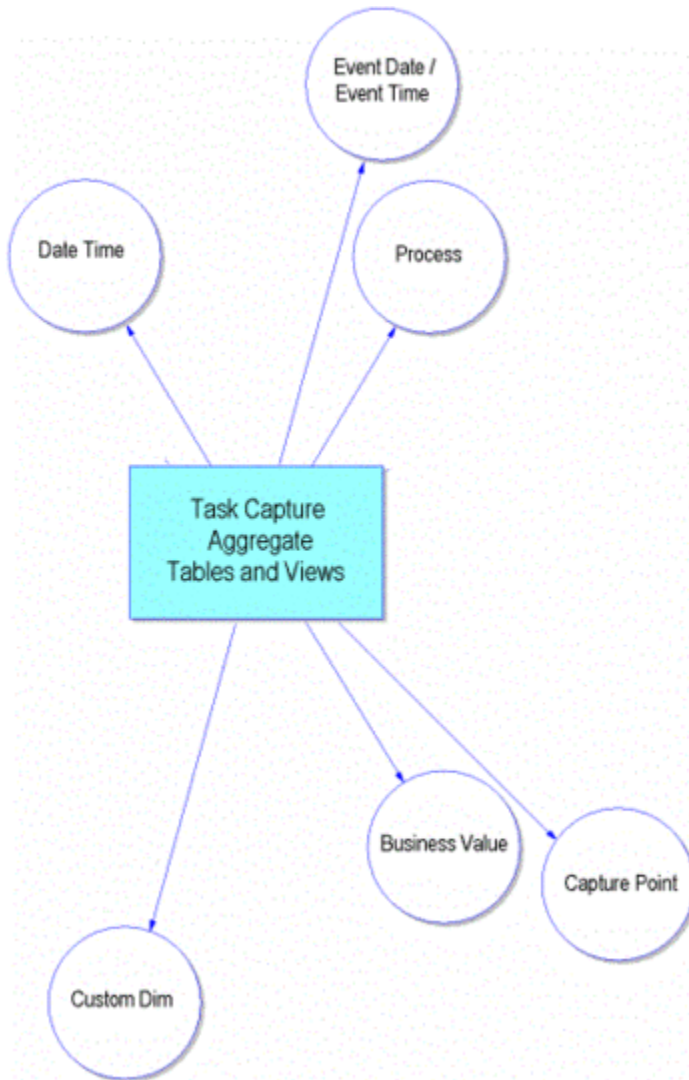 Event Date /
Event Time
Date Time
Process
Task Capture
Aggregate
Tables and Views
Business Value
Capture Point
Custom Dim